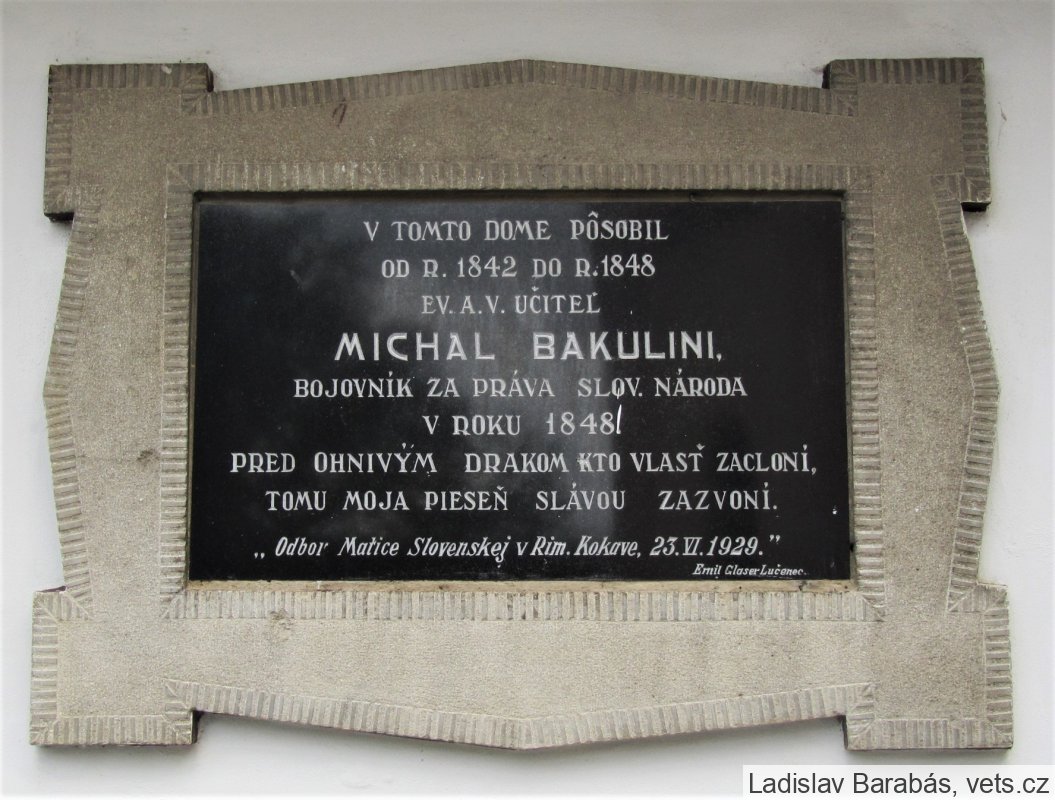 V TOMTO DOME PÔSOBIL
OD R. 1842 DO R. 1848
EV. A. V. UČITEĽ
MICHAL BAKULINI,
BOJOVNÍK ZA PRÁVA SLOV. NÁRODA
V ROKU 1848
PRED OHNIVÝM DRAKOM KTO VLASŤ ZACLONÍ,
TOMU MOJA PIESEŇ SLÁVOU ZAZVONÍ.
„Odbor Matice Slovenskej v Rim. Kokave, 23. VI. 1929.”
Emil Glaser Lučenec.
Ladislav Barabás, vets.cz